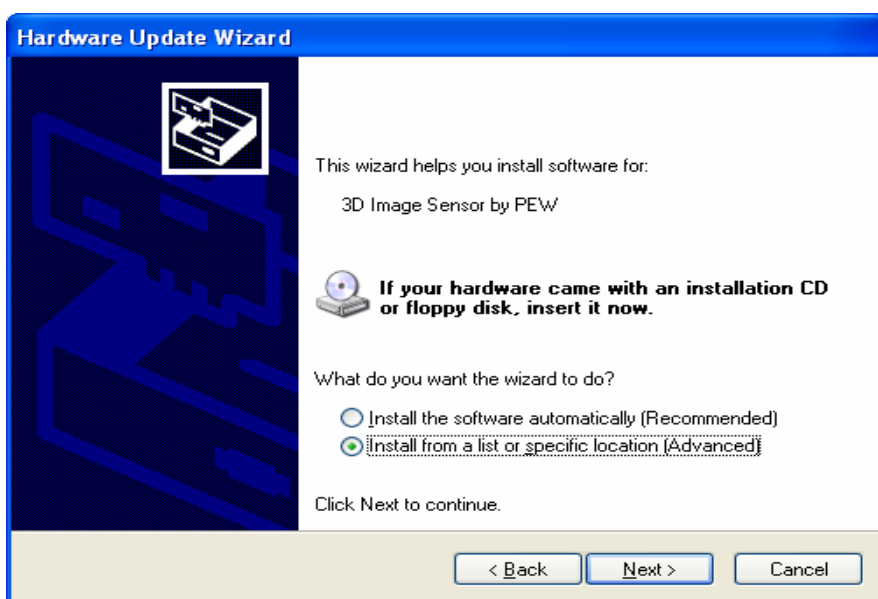 Hardware Update Wizard
This wizard helps you install software for:
3D Image Sensor by PEW
If your hardware came with an installation CD
or floppy disk, insert it now.
What do you want the wizard to do?
Install the software automatically (Recommended)
Install from a list or specific location (Advanced)
Click Next to continue.
< Back Next > Cancel